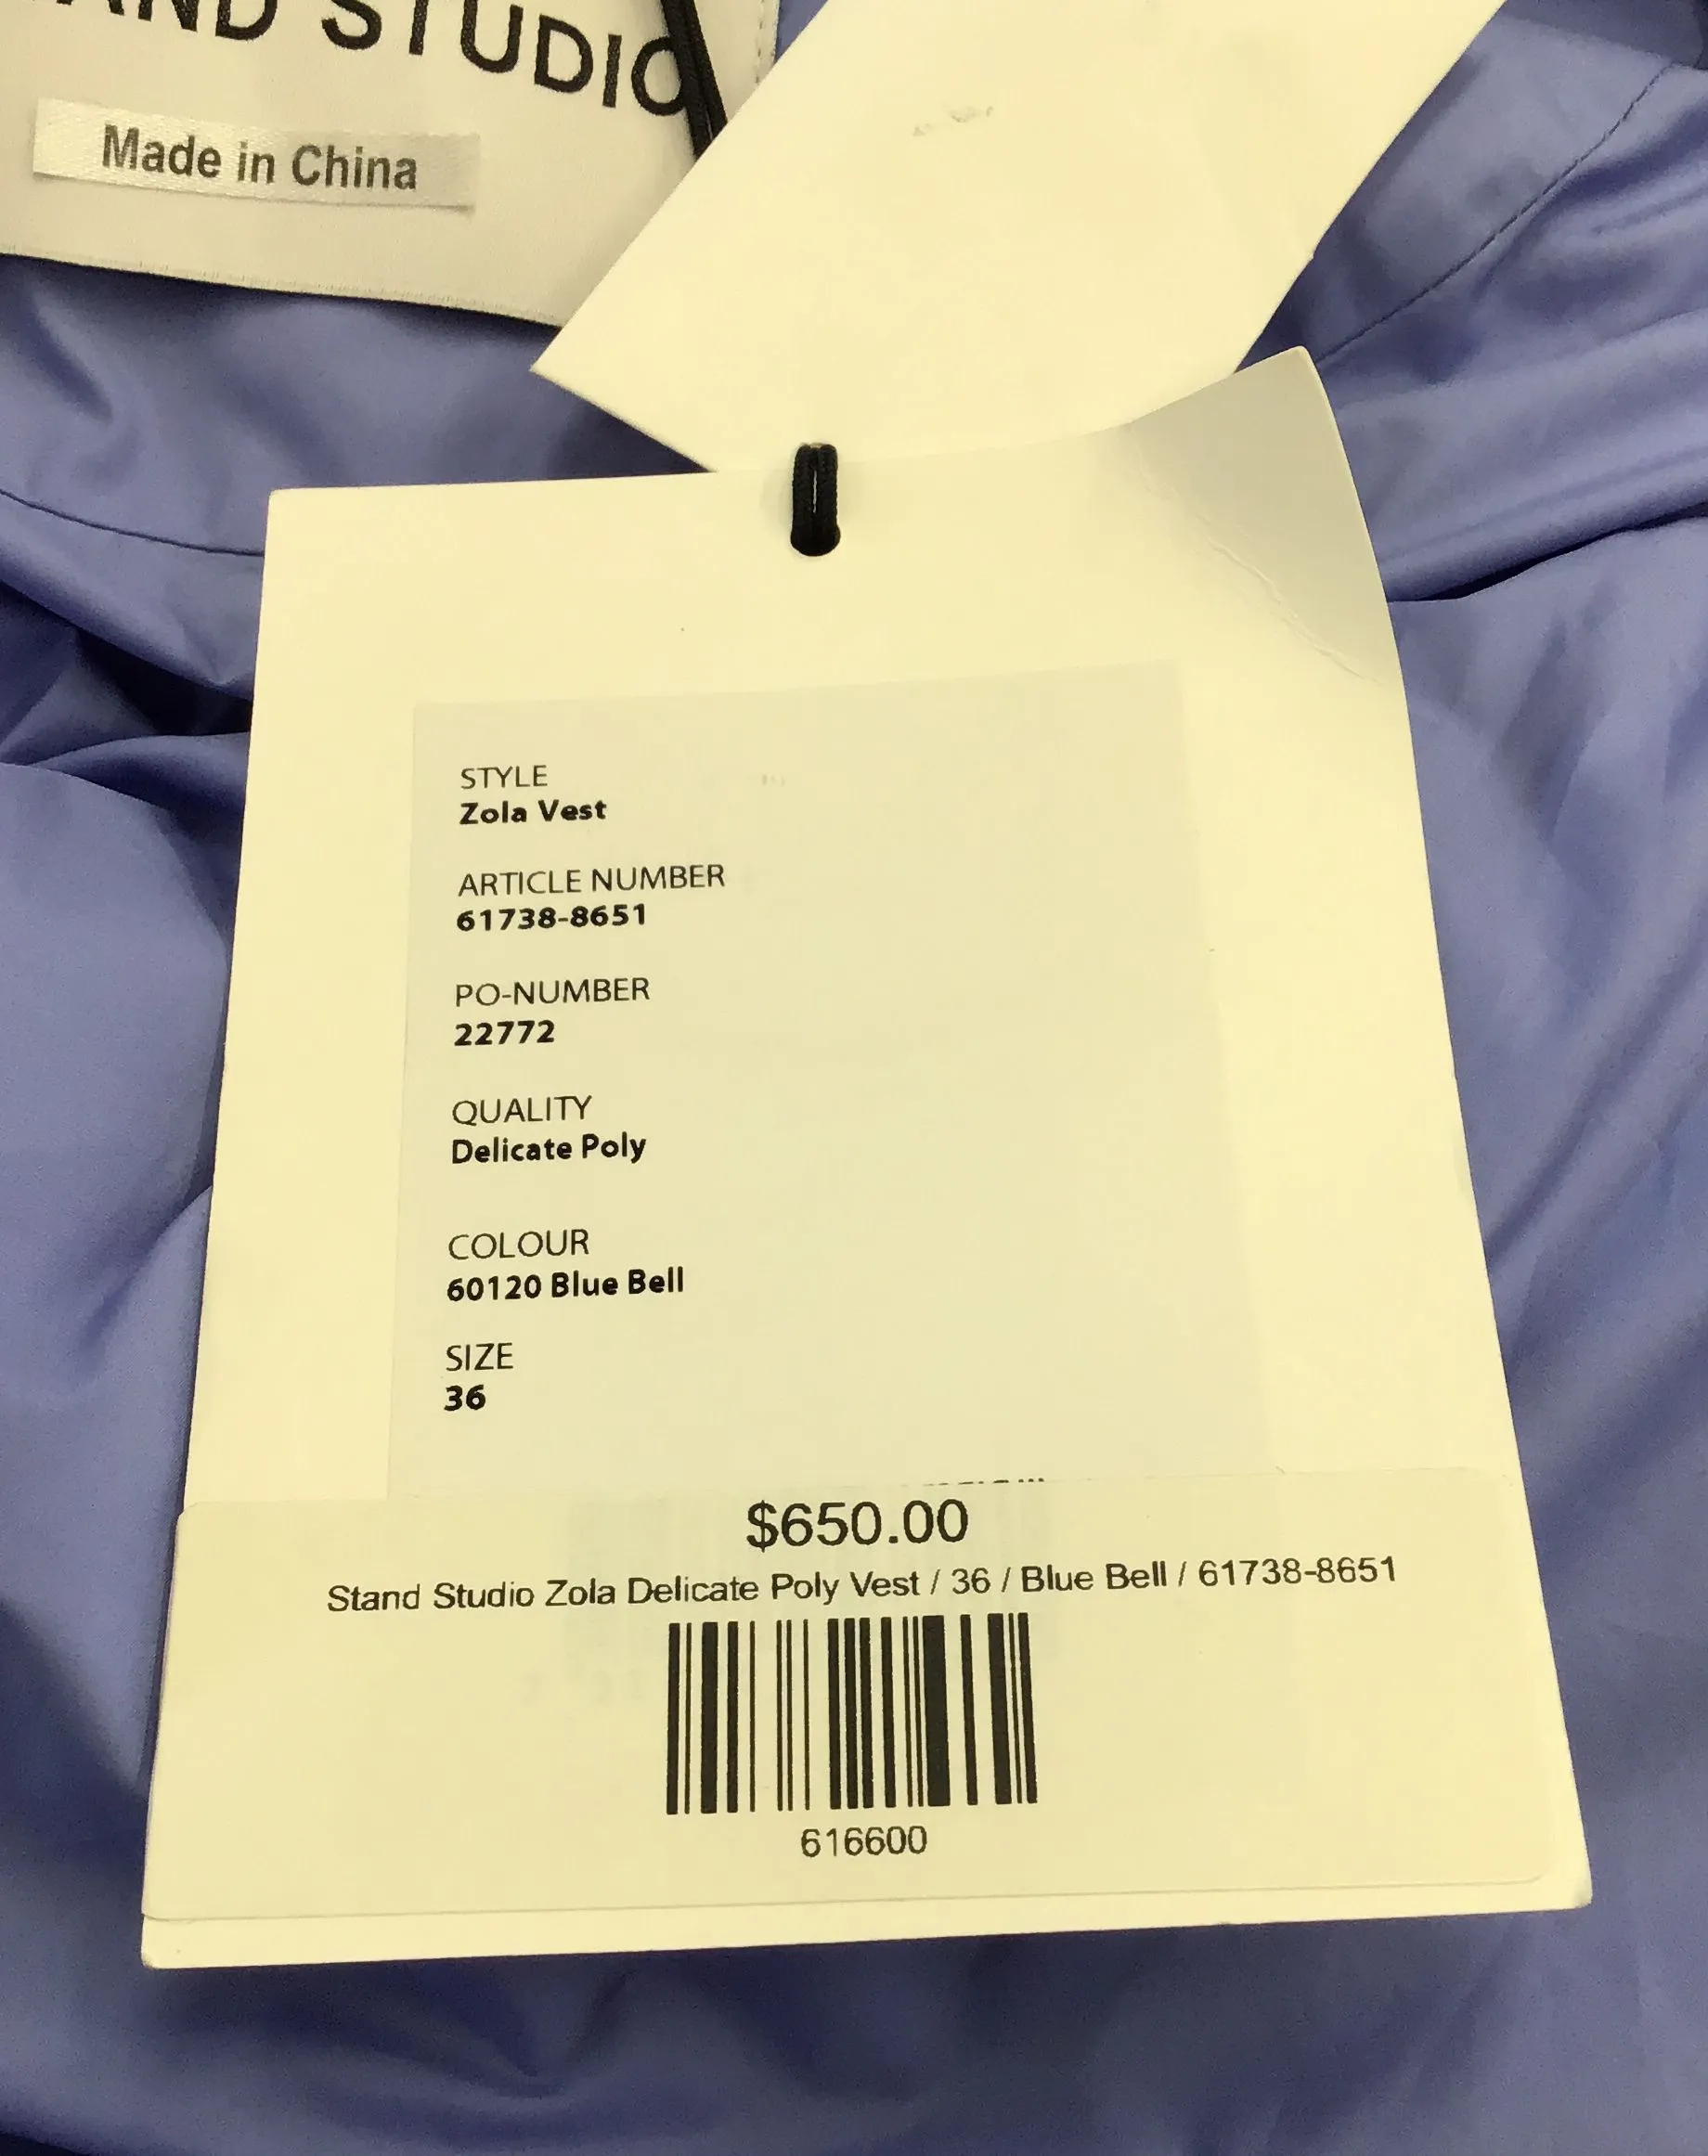 STUDIO
Made in China
STYLE
Zola Vest
ARTICLE NUMBER
61738-8651
PO-NUMBER
22772
QUALITY
Delicate Poly
COLOUR
60120 Blue Bell
SIZE
36
$650.00
Stand Studio Zola Delicate Poly Vest / 36 / Blue Bell / 61738-8651
616600